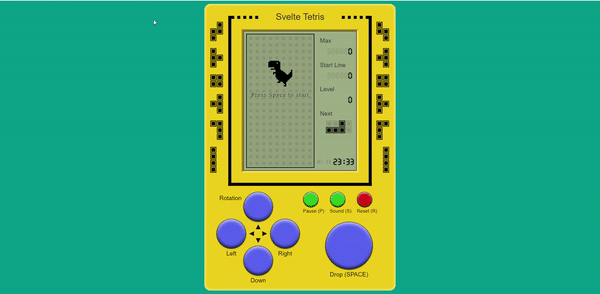 Svelte Tetris
Max
0
Start Line
0
Level
0
Press Space to start
Next
23:33
Rotation
Pause (P)
Sound (S)
Reset (R)
Left
Right
Down
Drop (SPACE)